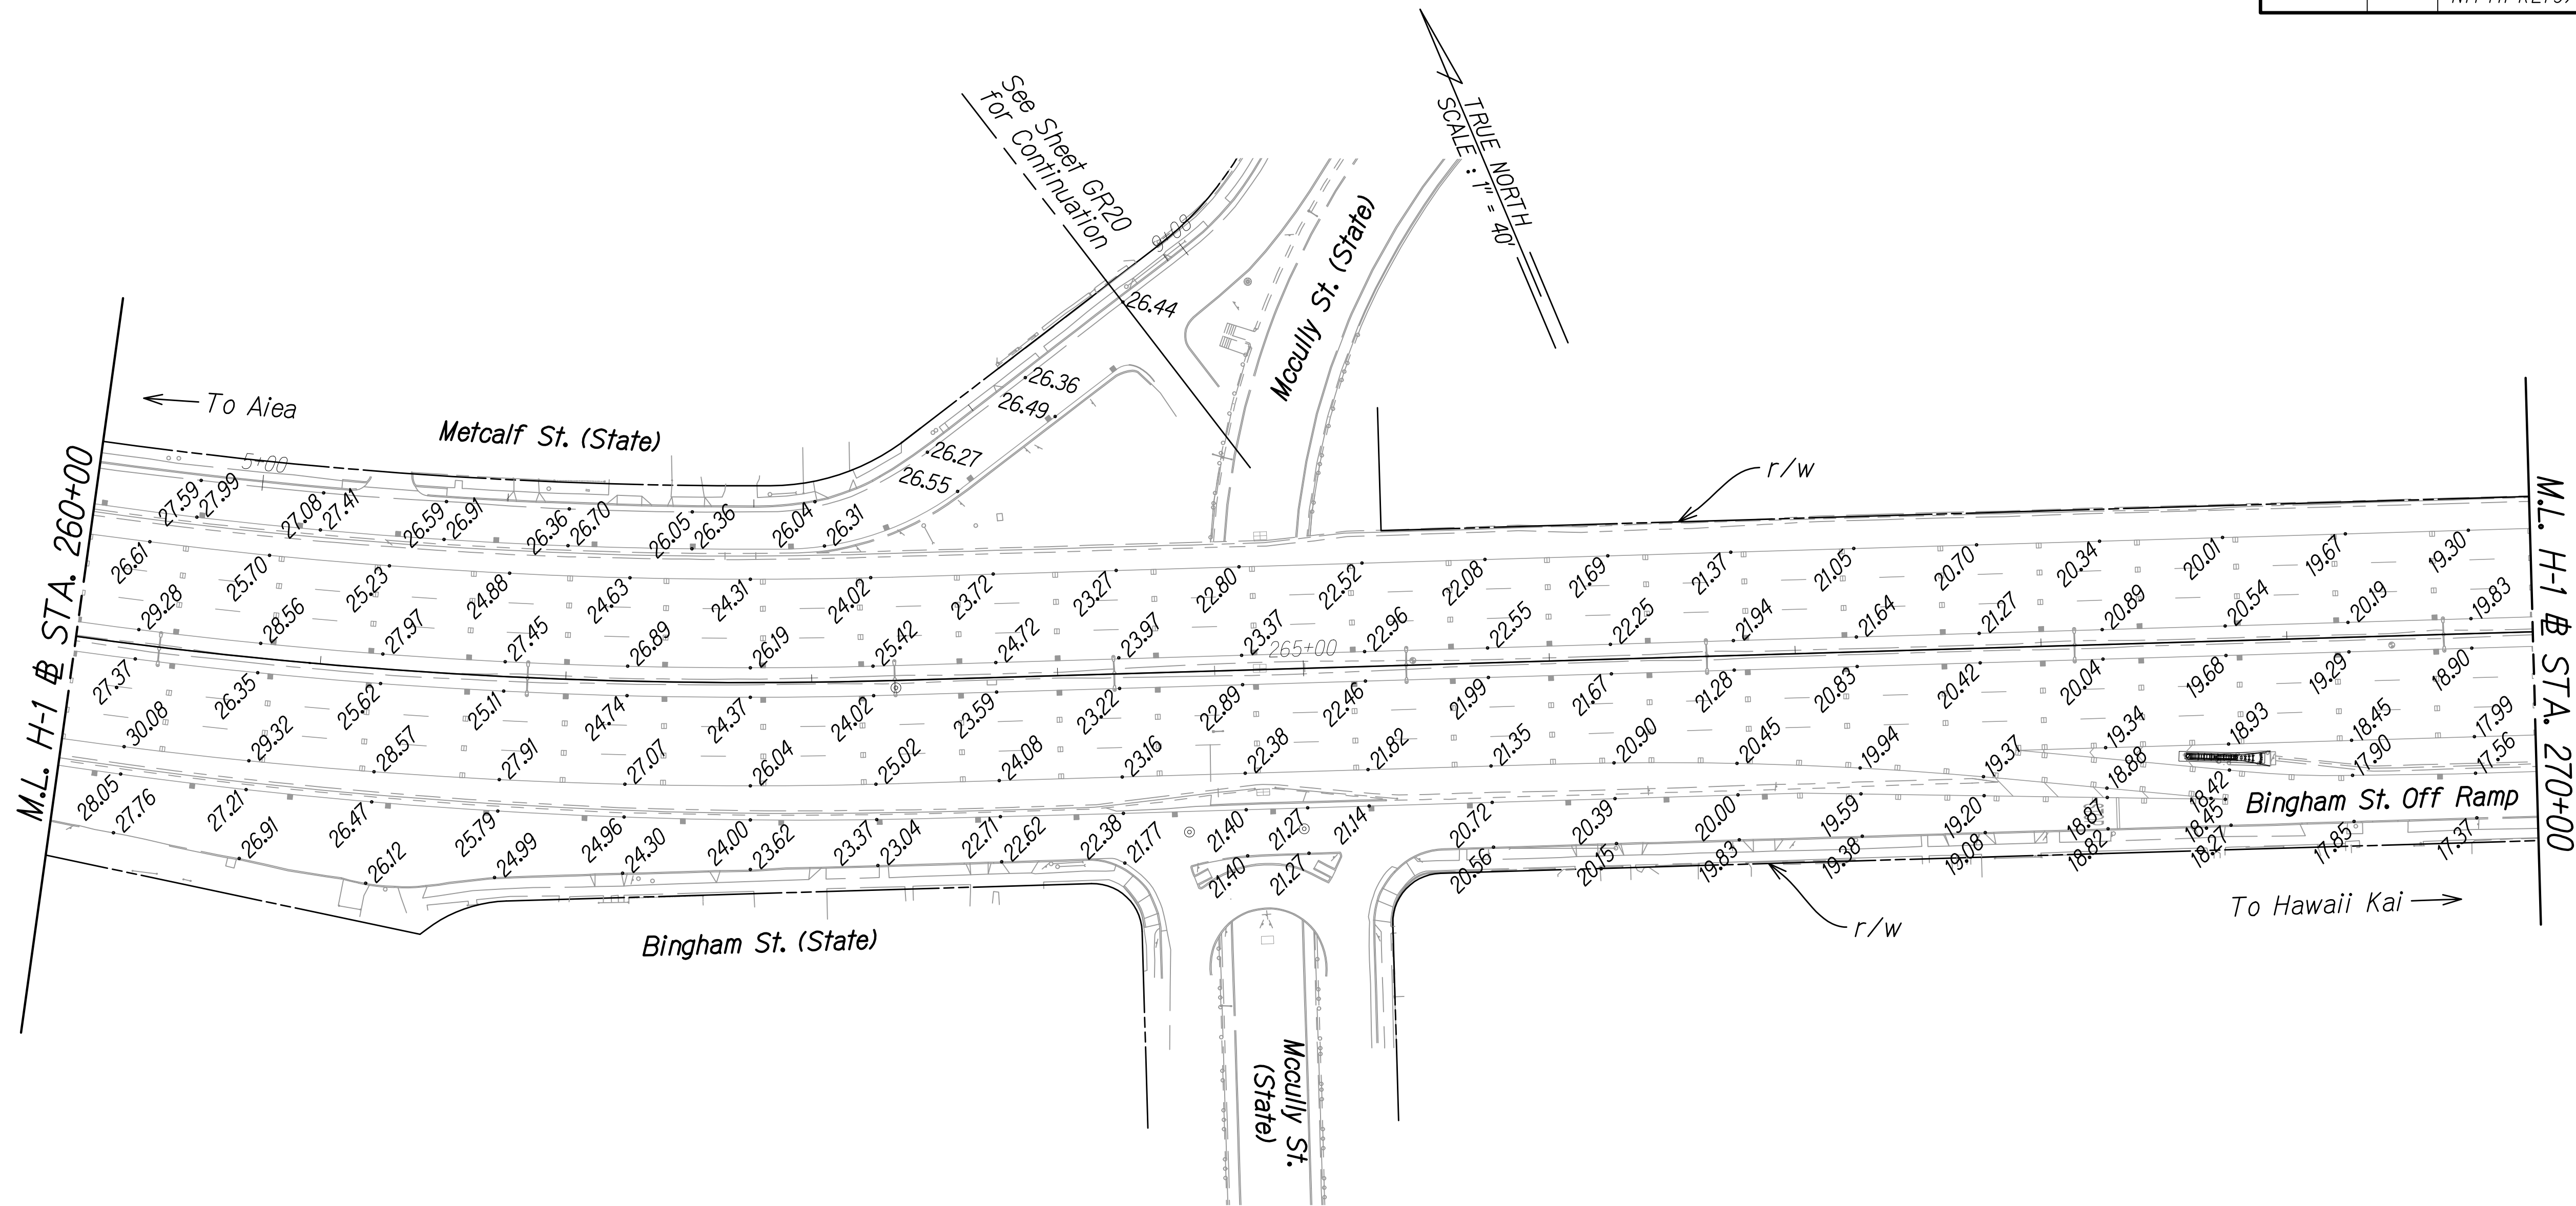 See Sheet GR20
for Continuation
TRUE NORTH
SCALE : 1" = 40'
Mccully St. (State)
9+00
26.44
26.36
26.49
26.27
26.55
To Aiea
Metcalf St. (State)
5+00
r/w
M.L. H-1 ℄ STA. 260+00
M.L. H-1 ℄ STA. 270+00
27.59 27.99 27.08 27.41 26.59 26.91 26.36 26.70 26.05 26.36 26.04 26.31
26.61 25.70 25.23 24.88 24.63 24.31 24.02 23.72 23.27 22.80 22.52 22.08 21.69 21.37 21.05 20.70 20.34 20.01 19.67 19.30
29.28 28.56 27.97 27.45 26.89 26.19 25.42 24.72 23.97 23.37 22.96 22.55 22.25 21.94 21.64 21.27 20.89 20.54 20.19 19.83
265+00
27.37 26.35 25.62 25.11 24.74 24.37 24.02 23.59 23.22 22.89 22.46 21.99 21.67 21.28 20.83 20.42 20.04 19.68 19.29 18.90
30.08 29.32 28.57 27.91 27.07 26.04 25.02 24.08 23.16 22.38 21.82 21.35 20.90 20.45 19.94 19.37 19.34 18.93 18.45 17.99
18.88 18.42 17.90 17.56
28.05 27.21 26.47 25.79 24.96 24.00 23.37 22.71 22.38 21.40 21.27 21.14 20.72 20.39 20.00 19.59 19.20 18.87 18.45
Bingham St. Off Ramp
27.76 26.91 26.12 24.99 24.30 23.62 23.04 22.62 21.77 21.40 21.27 20.56 20.15 19.83 19.38 19.08 18.82 18.27 17.85 17.37
To Hawaii Kai
r/w
Bingham St. (State)
Mccully St.
(State)